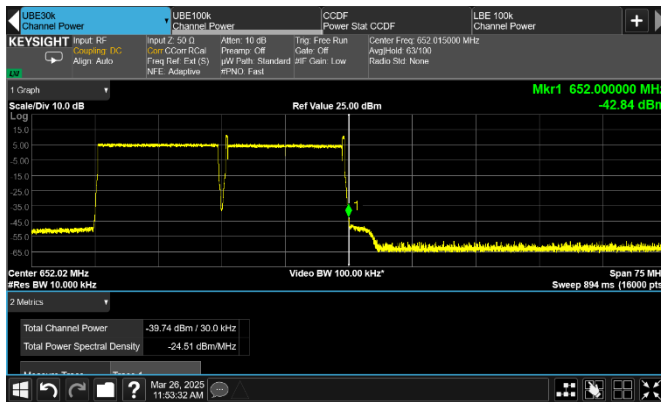 UBE30k
Channel Power
UBE100k
Channel Power
CCDF
Power Stat CCDF
LBE 100k
Channel Power
KEYSIGHT
Input: RF
Coupling: DC
Align: Auto
Input Z: 50 Ω
Corr CCorr RCal
Freq Ref: Ext (S)
NFE: Adaptive
Atten: 10 dB
Preamp: Off
µW Path: Standard
#PNO: Fast
Trig: Free Run
Gate: Off
#IF Gain: Low
Center Freq: 652.015000 MHz
Avg|Hold: 63/100
Radio Std: None
1 Graph
Mkr1 652.000000 MHz
Scale/Div 10.0 dB
Ref Value 25.00 dBm
-42.84 dBm
Log
15.0
5.00
-5.00
-15.0
-25.0
-35.0
-45.0
-55.0
-65.0
1
Center 652.02 MHz
Video BW 100.00 kHz*
Span 75 MH
#Res BW 10.000 kHz
Sweep 894 ms (16000 pts
2 Metrics
Total Channel Power
-39.74 dBm / 30.0 kHz
Total Power Spectral Density
-24.51 dBm/MHz
Measure Trace
Trace 1
Mar 26, 2025
11:53:32 AM